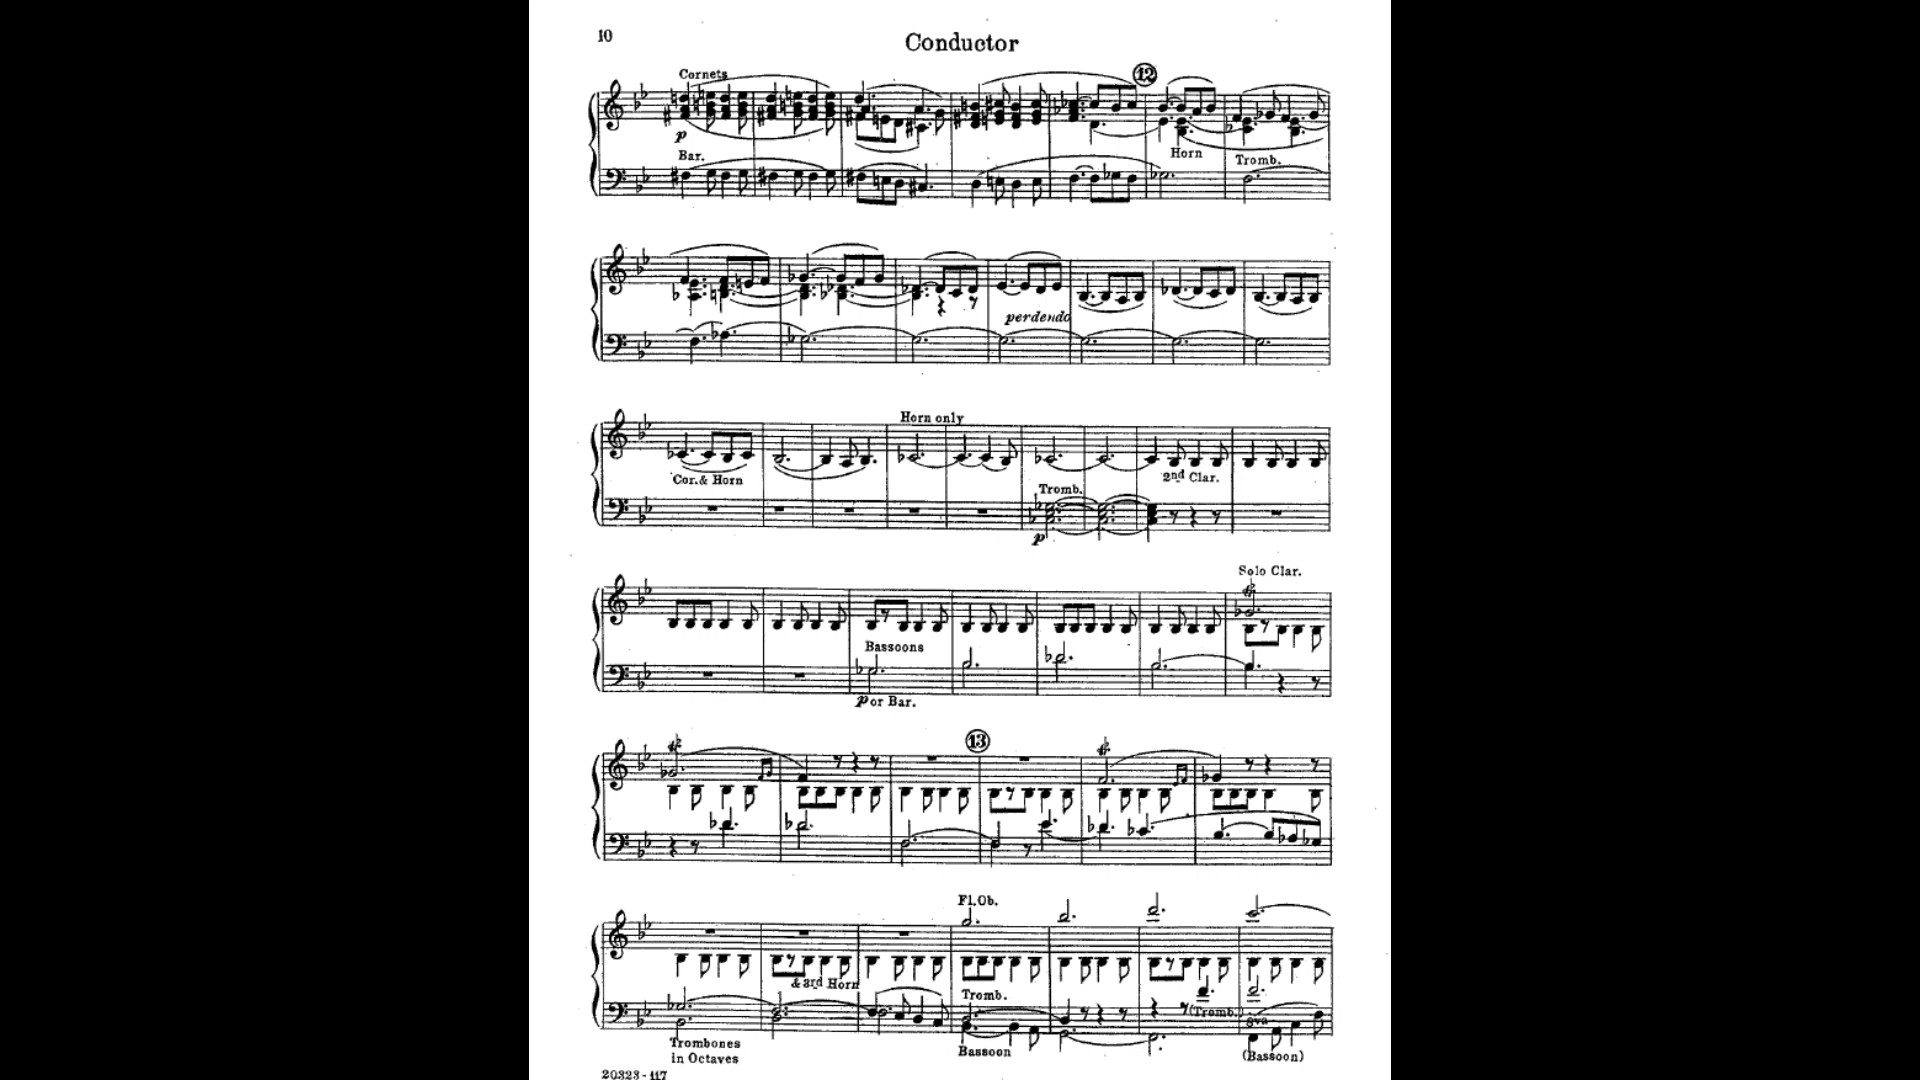 10
Conductor
Cornets
12
p
Bar.
Horn
Tromb.
perdendo
Horn only
Cor. & Horn
2nd Clar.
Tromb.
p
Solo Clar.
Bassoons
p or Bar.
13
Fl. Ob.
& 3rd Horn
Tromb.
(Tromb.)
8va
Trombones
in Octaves
Bassoon
(Bassoon)
20323-117